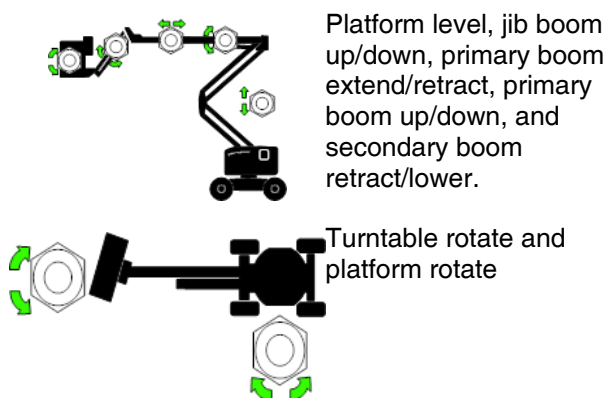 Platform level, jib boom
up/down, primary boom
extend/retract, primary
boom up/down, and
secondary boom
retract/lower.
Turntable rotate and
platform rotate